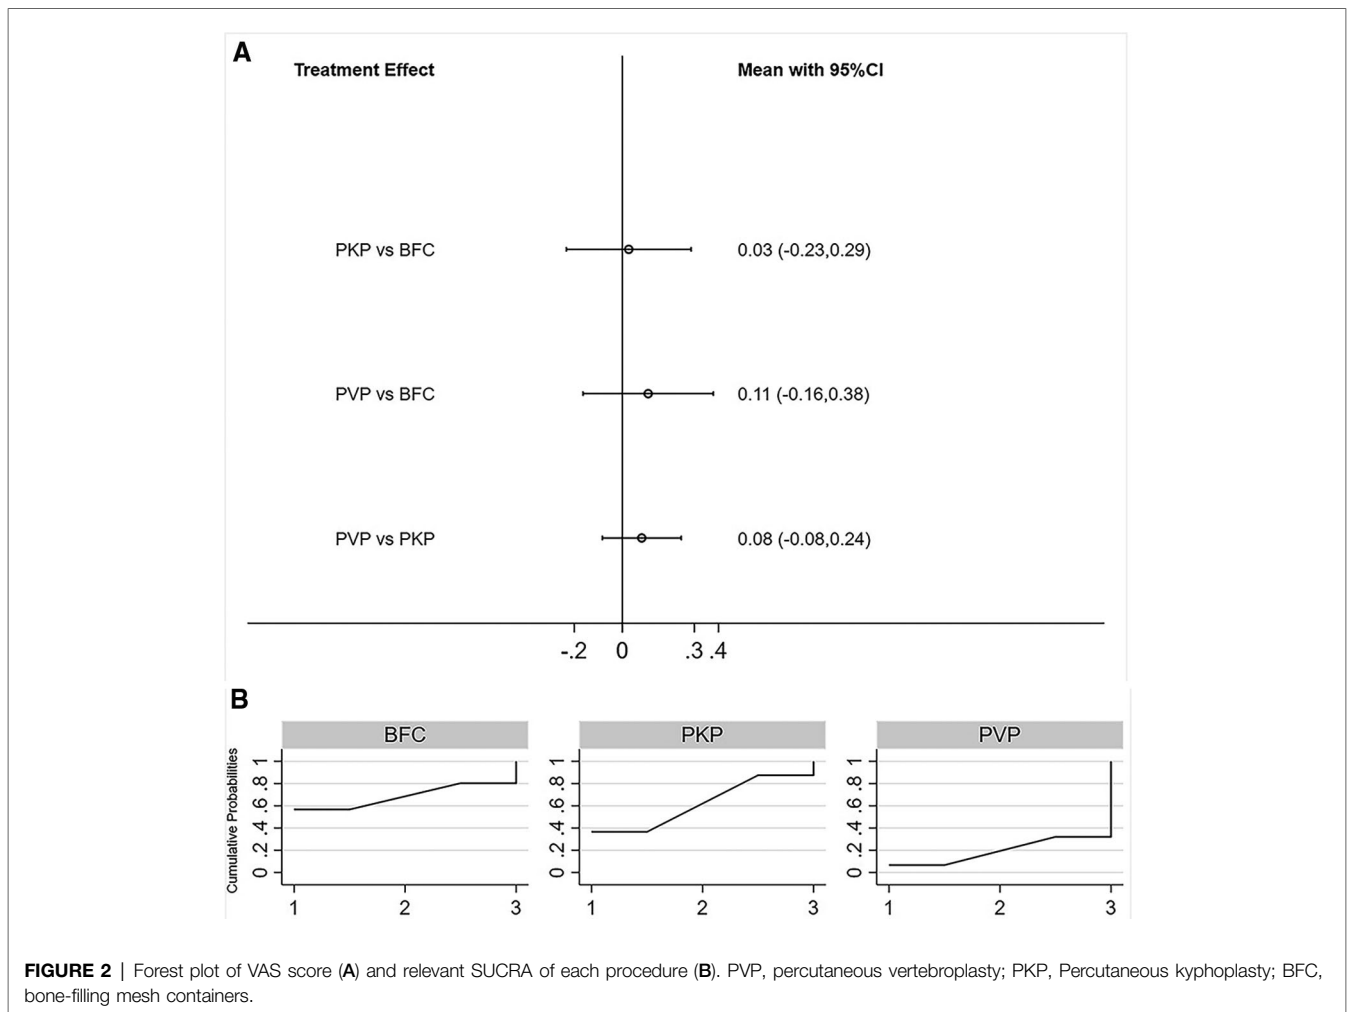 A
Treatment Effect Mean with 95%CI
PKP vs BFC 0.03 (-0.23,0.29)
PVP vs BFC 0.11 (-0.16,0.38)
PVP vs PKP 0.08 (-0.08,0.24)
-.2 0 .3 .4
B
BFC PKP PVP
Cumulative Probabilities
0 .2 .4 .6 .8 1
0 .2 .4 .6 .8 1
0 .2 .4 .6 .8 1
1 2 3 1 2 3 1 2 3
FIGURE 2 | Forest plot of VAS score (A) and relevant SUCRA of each procedure (B). PVP, percutaneous vertebroplasty; PKP, Percutaneous kyphoplasty; BFC,
bone-filling mesh containers.